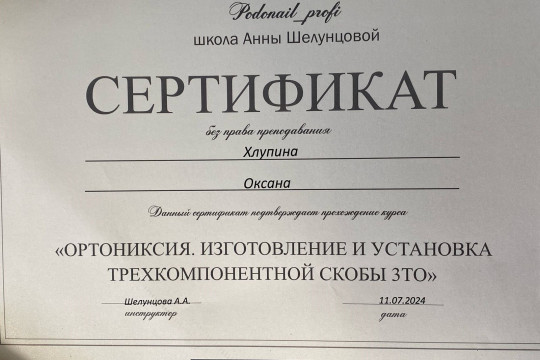 Podonail_profi
школа Анны Шелунцовой
СЕРТИФИКАТ
без права преподавания
Хлупина
Оксана
Данный сертификат подтверждает прохождение курса
«ОРТОНИКСИЯ. ИЗГОТОВЛЕНИЕ И УСТАНОВКА
ТРЕХКОМПОНЕНТНОЙ СКОБЫ 3ТО»
Шелунцова А.А. 11.07.2024
инструктор дата